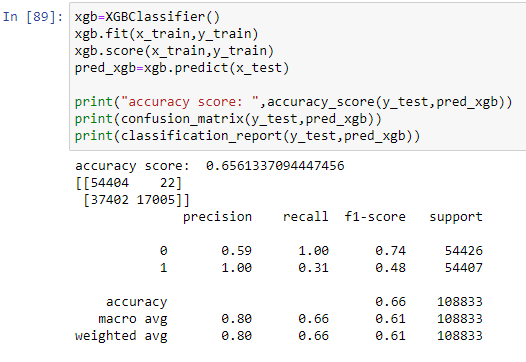 In [89]: xgb=XGBClassifier()
xgb.fit(x_train,y_train)
xgb.score(x_train,y_train)
pred_xgb=xgb.predict(x_test)
print("accuracy score: ",accuracy_score(y_test,pred_xgb))
print(confusion_matrix(y_test,pred_xgb))
print(classification_report(y_test,pred_xgb))
accuracy score:  0.6561337094447456
[[54404    22]
 [37402 17005]]
              precision    recall  f1-score   support
           0       0.59      1.00      0.74     54426
           1       1.00      0.31      0.48     54407
    accuracy                           0.66    108833
   macro avg       0.80      0.66      0.61    108833
weighted avg       0.80      0.66      0.61    108833